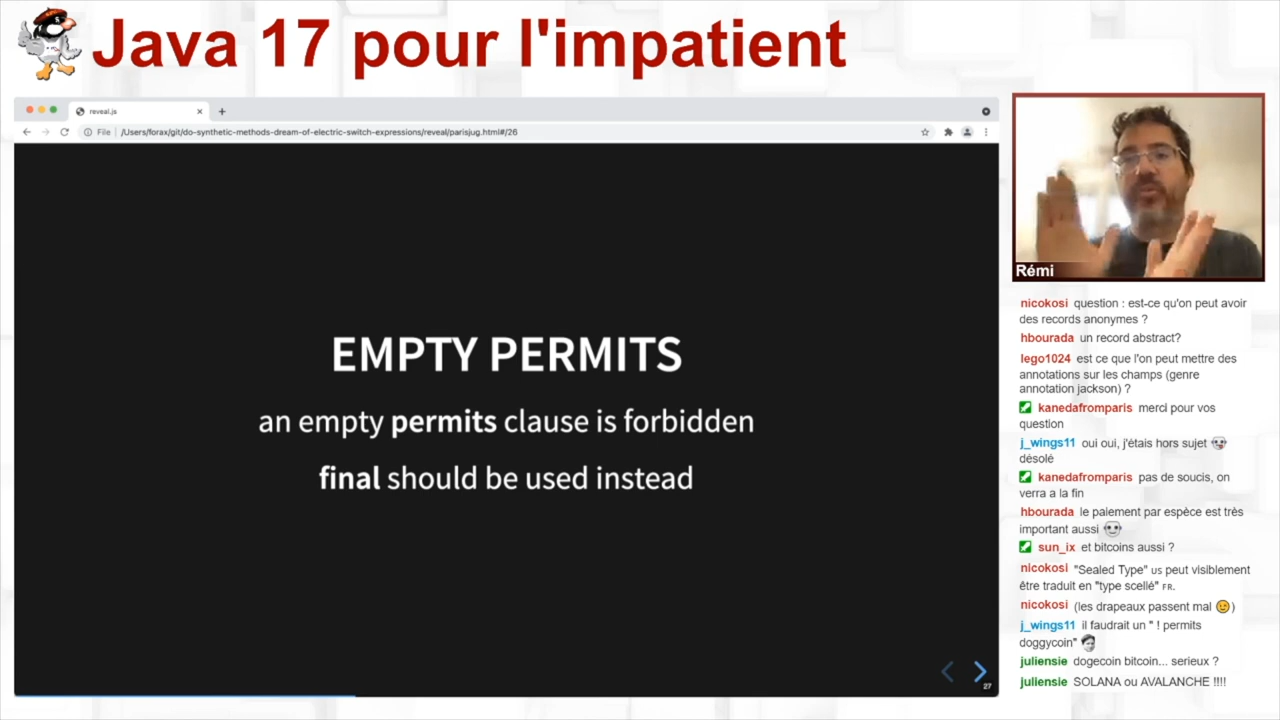 Java 17 pour l'impatient
reveal.js
File /Users/forax/git/do-synthetic-methods-dream-of-electric-switch-expressions/reveal/parisjug.html#/26
EMPTY PERMITS
an empty permits clause is forbidden
final should be used instead
27
Rémi
nicokosi question : est-ce qu'on peut avoir
des records anonymes ?
hbourada un record abstract?
lego1024 est ce que l'on peut mettre des
annotations sur les champs (genre
annotation jackson) ?
kanedafromparis merci pour vos
question
j_wings11 oui oui, j'étais hors sujet
désolé
kanedafromparis pas de soucis, on
verra a la fin
hbourada le paiement par espèce est très
important aussi
sun_ix et bitcoins aussi ?
nicokosi "Sealed Type" US peut visiblement
être traduit en "type scellé" FR.
nicokosi (les drapeaux passent mal )
j_wings11 il faudrait un " ! permits
doggycoin"
juliensie dogecoin bitcoin... serieux ?
juliensie SOLANA ou AVALANCHE !!!!